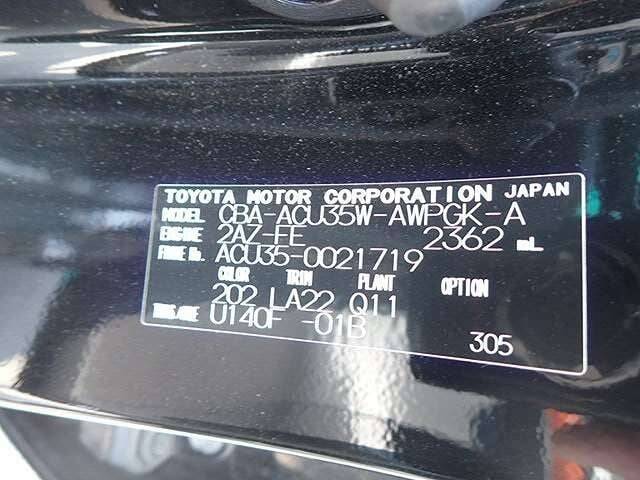 TOYOTA MOTOR CORPORATION JAPAN
MODEL CBA-ACU35W-AWPGK-A
ENGINE 2AZ-FE 2362 mL
FRAME No. ACU35-0021719
COLOR TRIM PLANT OPTION
202 LA22 Q11
TRANS/AXLE U140F -01B
305